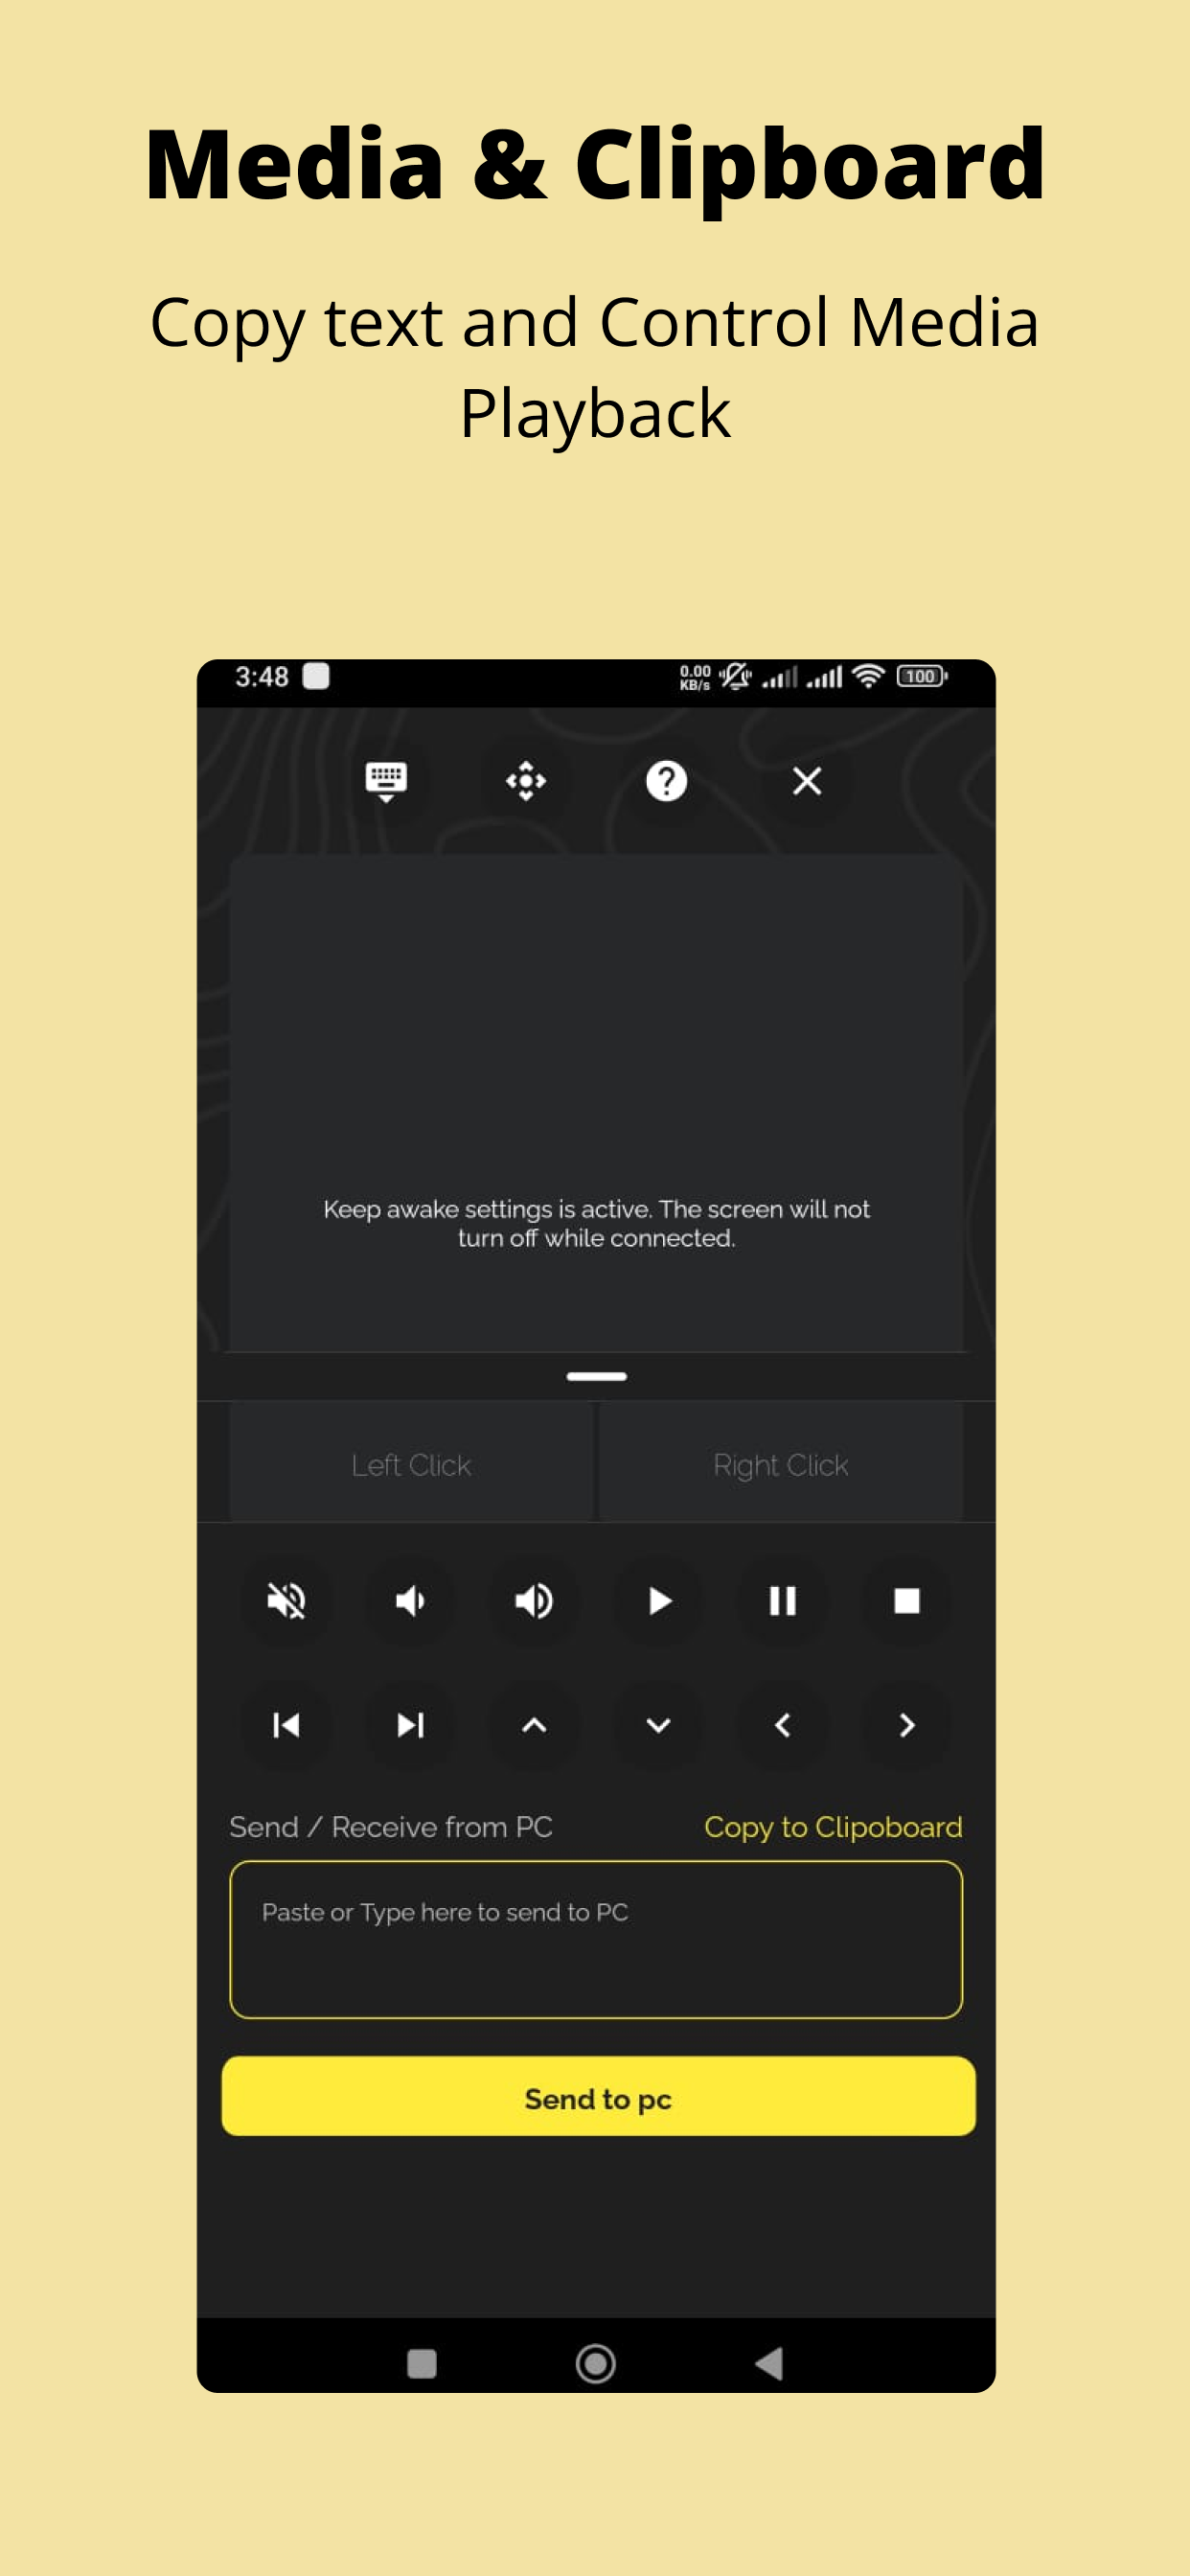 Media & Clipboard
Copy text and Control Media
Playback
3:48
0.00
KB/s
100
Keep awake settings is active. The screen will not
turn off while connected.
Left Click
Right Click
Send / Receive from PC
Copy to Clipoboard
Paste or Type here to send to PC
Send to pc